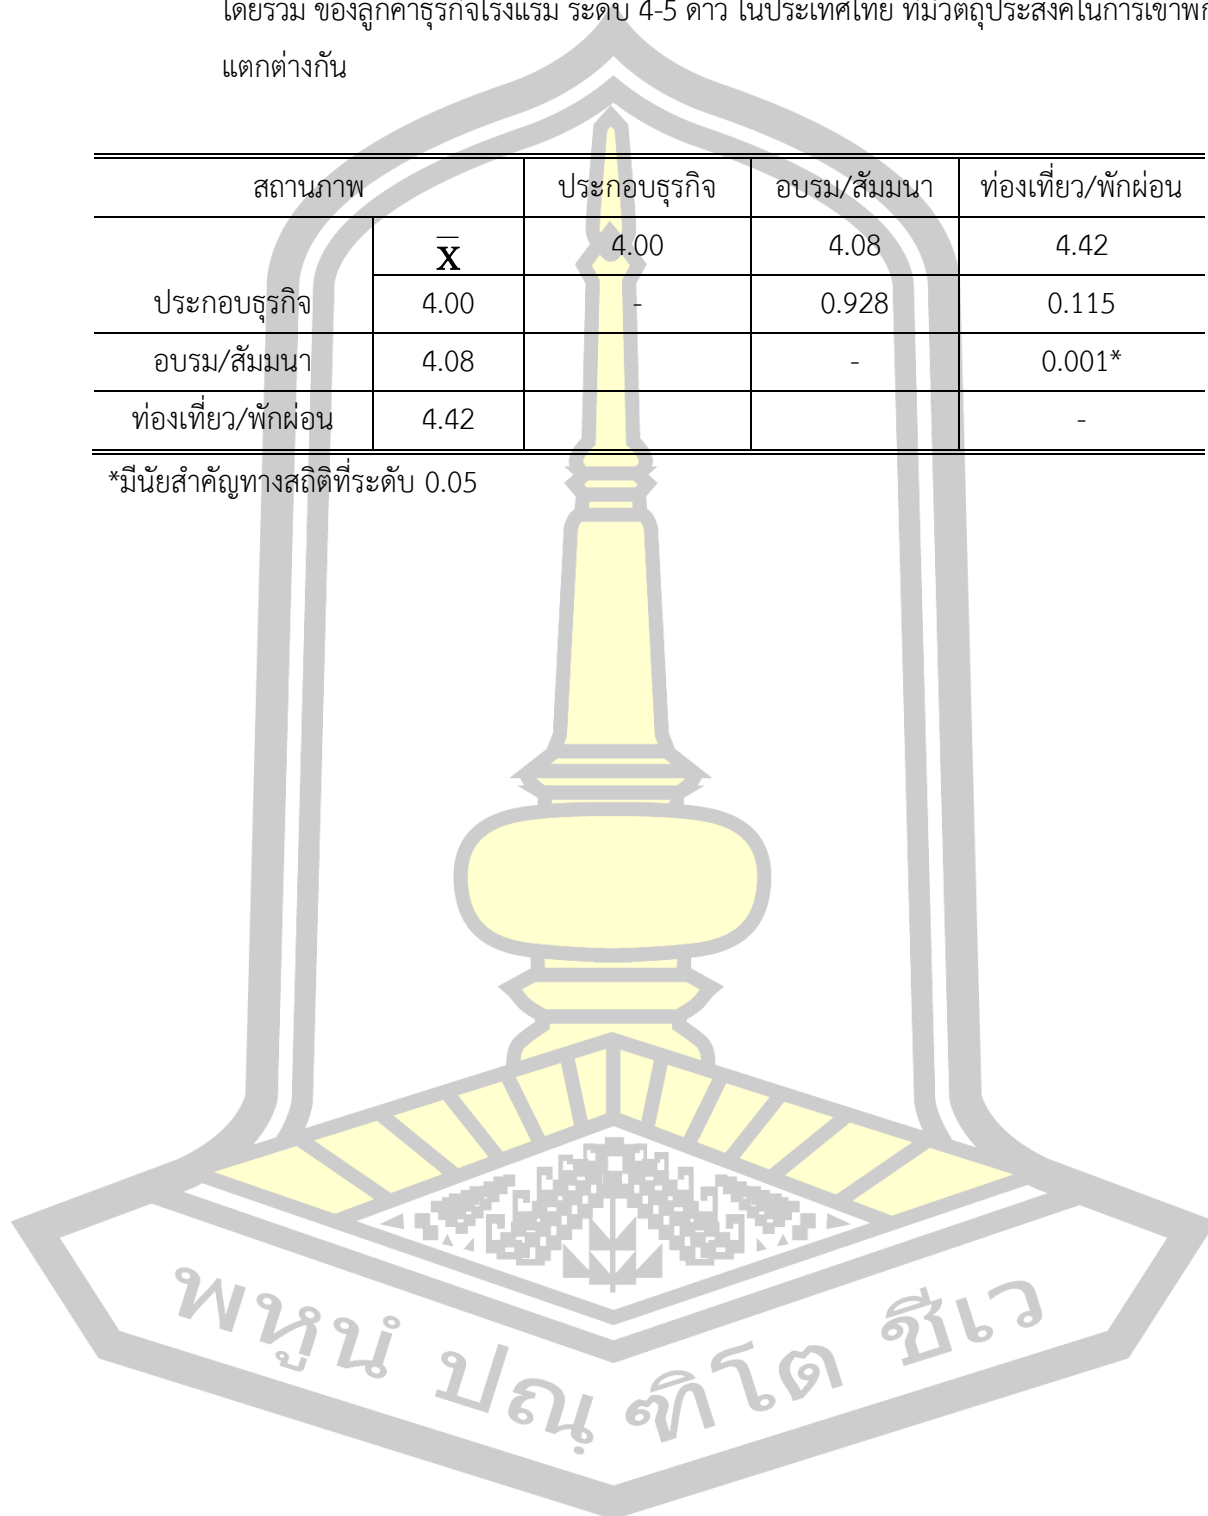 โดยรวม ของลูกค้าธุรกิจโรงแรม ระดับ 4-5 ดาว ในประเทศไทย ที่มีวัตถุประสงค์ในการเข้าพัก
แตกต่างกัน
สถานภาพ ประกอบธุรกิจ อบรม/สัมมนา ท่องเที่ยว/พักผ่อน
X̄ 4.00 4.08 4.42
ประกอบธุรกิจ 4.00 - 0.928 0.115
อบรม/สัมมนา 4.08 - 0.001*
ท่องเที่ยว/พักผ่อน 4.42 -
*มีนัยสำคัญทางสถิติที่ระดับ 0.05
พหูนํ ปณฺฑิโต ชีเว